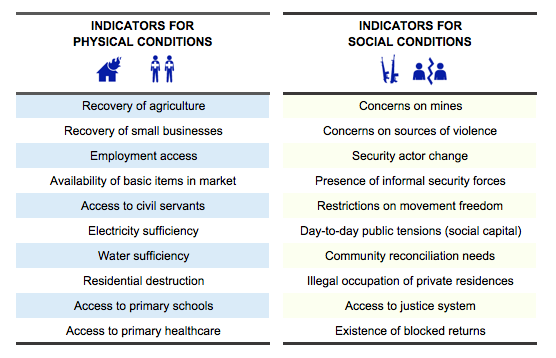 INDICATORS FOR
PHYSICAL CONDITIONS
Recovery of agriculture
Recovery of small businesses
Employment access
Availability of basic items in market
Access to civil servants
Electricity sufficiency
Water sufficiency
Residential destruction
Access to primary schools
Access to primary healthcare
INDICATORS FOR
SOCIAL CONDITIONS
Concerns on mines
Concerns on sources of violence
Security actor change
Presence of informal security forces
Restrictions on movement freedom
Day-to-day public tensions (social capital)
Community reconciliation needs
Illegal occupation of private residences
Access to justice system
Existence of blocked returns